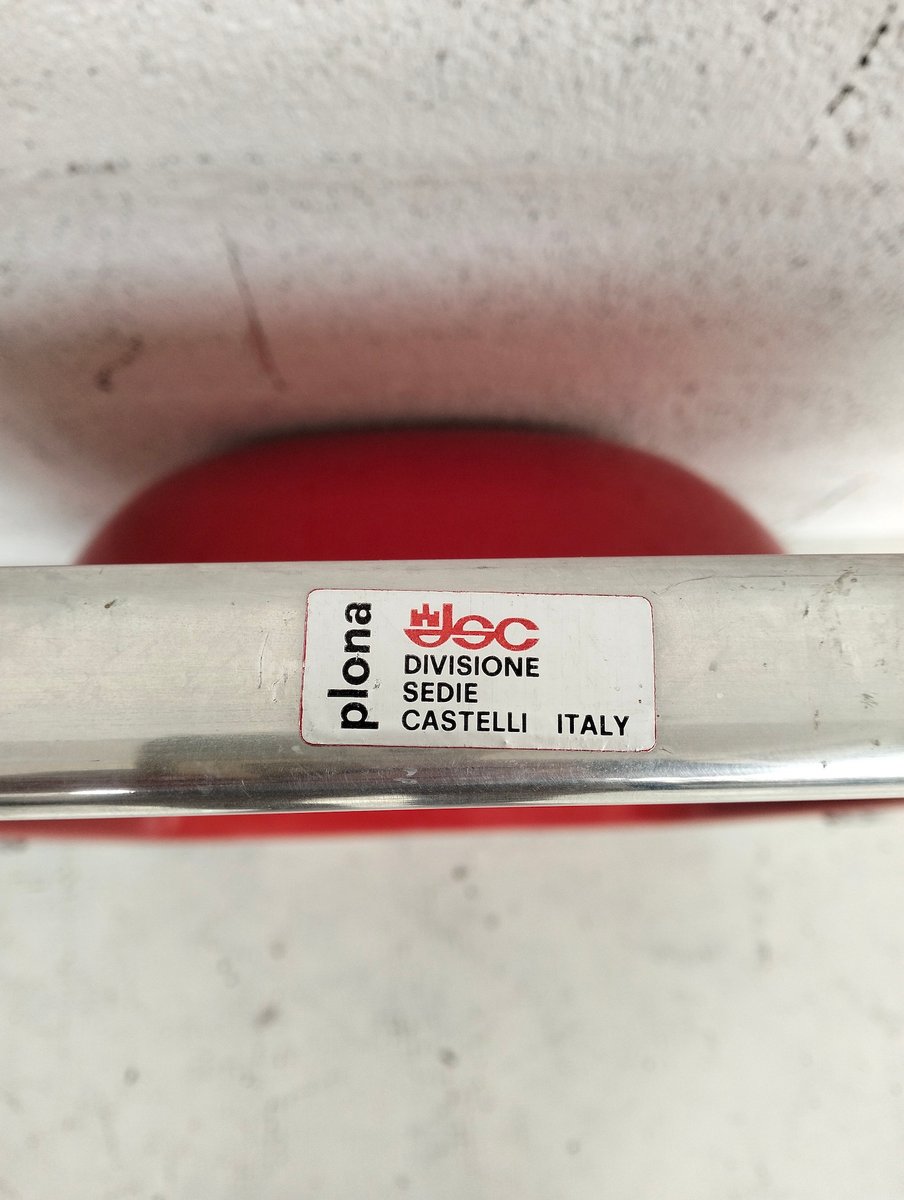 plona
dsc
DIVISIONE
SEDIE
CASTELLI ITALY